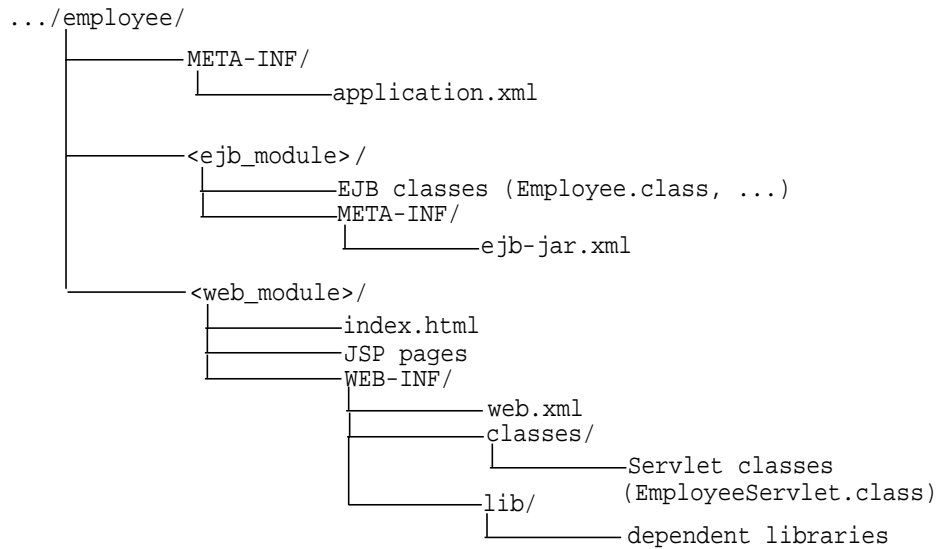 .../employee/
META-INF/
application.xml
<ejb_module>/
EJB classes (Employee.class, ...)
META-INF/
ejb-jar.xml
<web_module>/
index.html
JSP pages
WEB-INF/
web.xml
classes/
Servlet classes
(EmployeeServlet.class)
lib/
dependent libraries